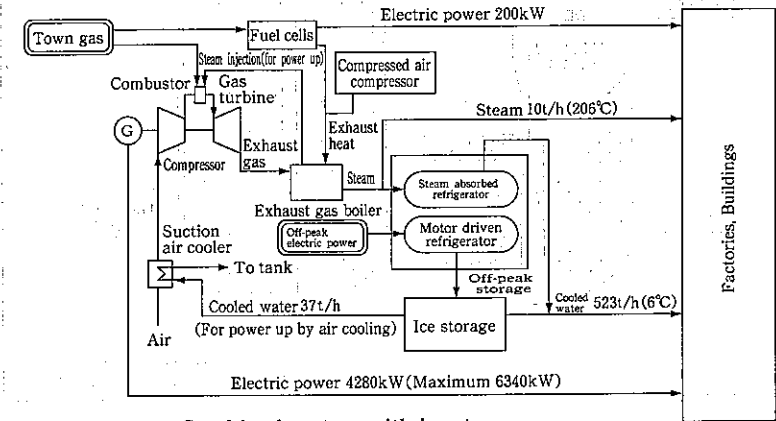 Electric power 200kW
Town gas
Fuel cells
Steam injection(for power up)
Compressed air
compressor
Combustor
Gas
turbine
Steam 10t/h(206℃)
G
Exhaust
heat
Exhaust
gas
Compressor
Steam
Steam absorbed
refrigerator
Exhaust gas boiler
Off-peak
electric power
Motor driven
refrigerator
Suction
air cooler
To tank
Off-peak
storage
Cooled water 37t/h
(For power up by air cooling)
Ice storage
Cooled
water
523t/h(6℃)
Air
Electric power 4280kW(Maximum 6340kW)
Factories, Buildings